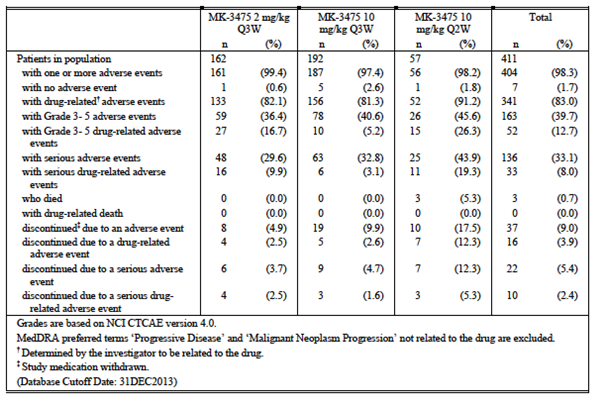 MK-3475 2 mg/kg Q3W MK-3475 10 mg/kg Q3W MK-3475 10 mg/kg Q2W Total
n (%) n (%) n (%) n (%)
Patients in population 162 192 57 411
with one or more adverse events 161 (99.4) 187 (97.4) 56 (98.2) 404 (98.3)
with no adverse event 1 (0.6) 5 (2.6) 1 (1.8) 7 (1.7)
with drug-related† adverse events 133 (82.1) 156 (81.3) 52 (91.2) 341 (83.0)
with Grade 3- 5 adverse events 59 (36.4) 78 (40.6) 26 (45.6) 163 (39.7)
with Grade 3- 5 drug-related adverse events 27 (16.7) 10 (5.2) 15 (26.3) 52 (12.7)
with serious adverse events 48 (29.6) 63 (32.8) 25 (43.9) 136 (33.1)
with serious drug-related adverse events 16 (9.9) 6 (3.1) 11 (19.3) 33 (8.0)
who died 0 (0.0) 0 (0.0) 3 (5.3) 3 (0.7)
with drug-related death 0 (0.0) 0 (0.0) 0 (0.0) 0 (0.0)
discontinued‡ due to an adverse event 8 (4.9) 19 (9.9) 10 (17.5) 37 (9.0)
discontinued due to a drug-related adverse event 4 (2.5) 5 (2.6) 7 (12.3) 16 (3.9)
discontinued due to a serious adverse event 6 (3.7) 9 (4.7) 7 (12.3) 22 (5.4)
discontinued due to a serious drug-related adverse event 4 (2.5) 3 (1.6) 3 (5.3) 10 (2.4)
Grades are based on NCI CTCAE version 4.0.
MedDRA preferred terms ‘Progressive Disease’ and ‘Malignant Neoplasm Progression’ not related to the drug are excluded.
† Determined by the investigator to be related to the drug.
‡ Study medication withdrawn.
(Database Cutoff Date: 31DEC2013)